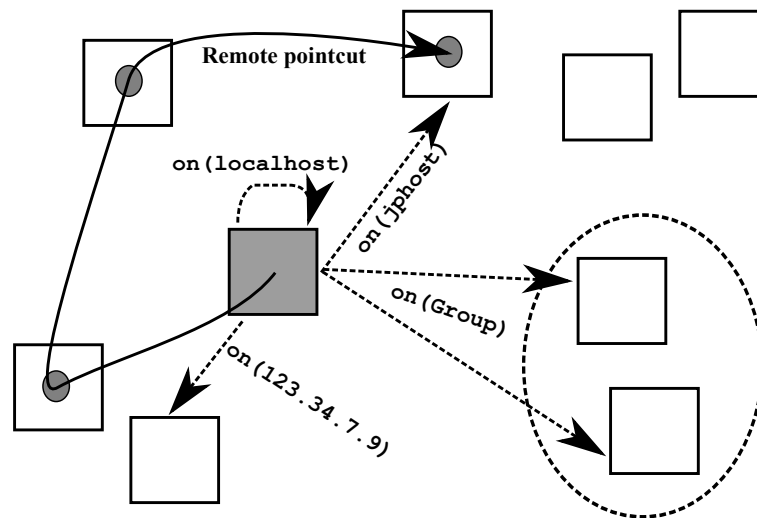 Remote pointcut
on(localhost)
on(jphost)
on(Group)
on(123.34.7.9)